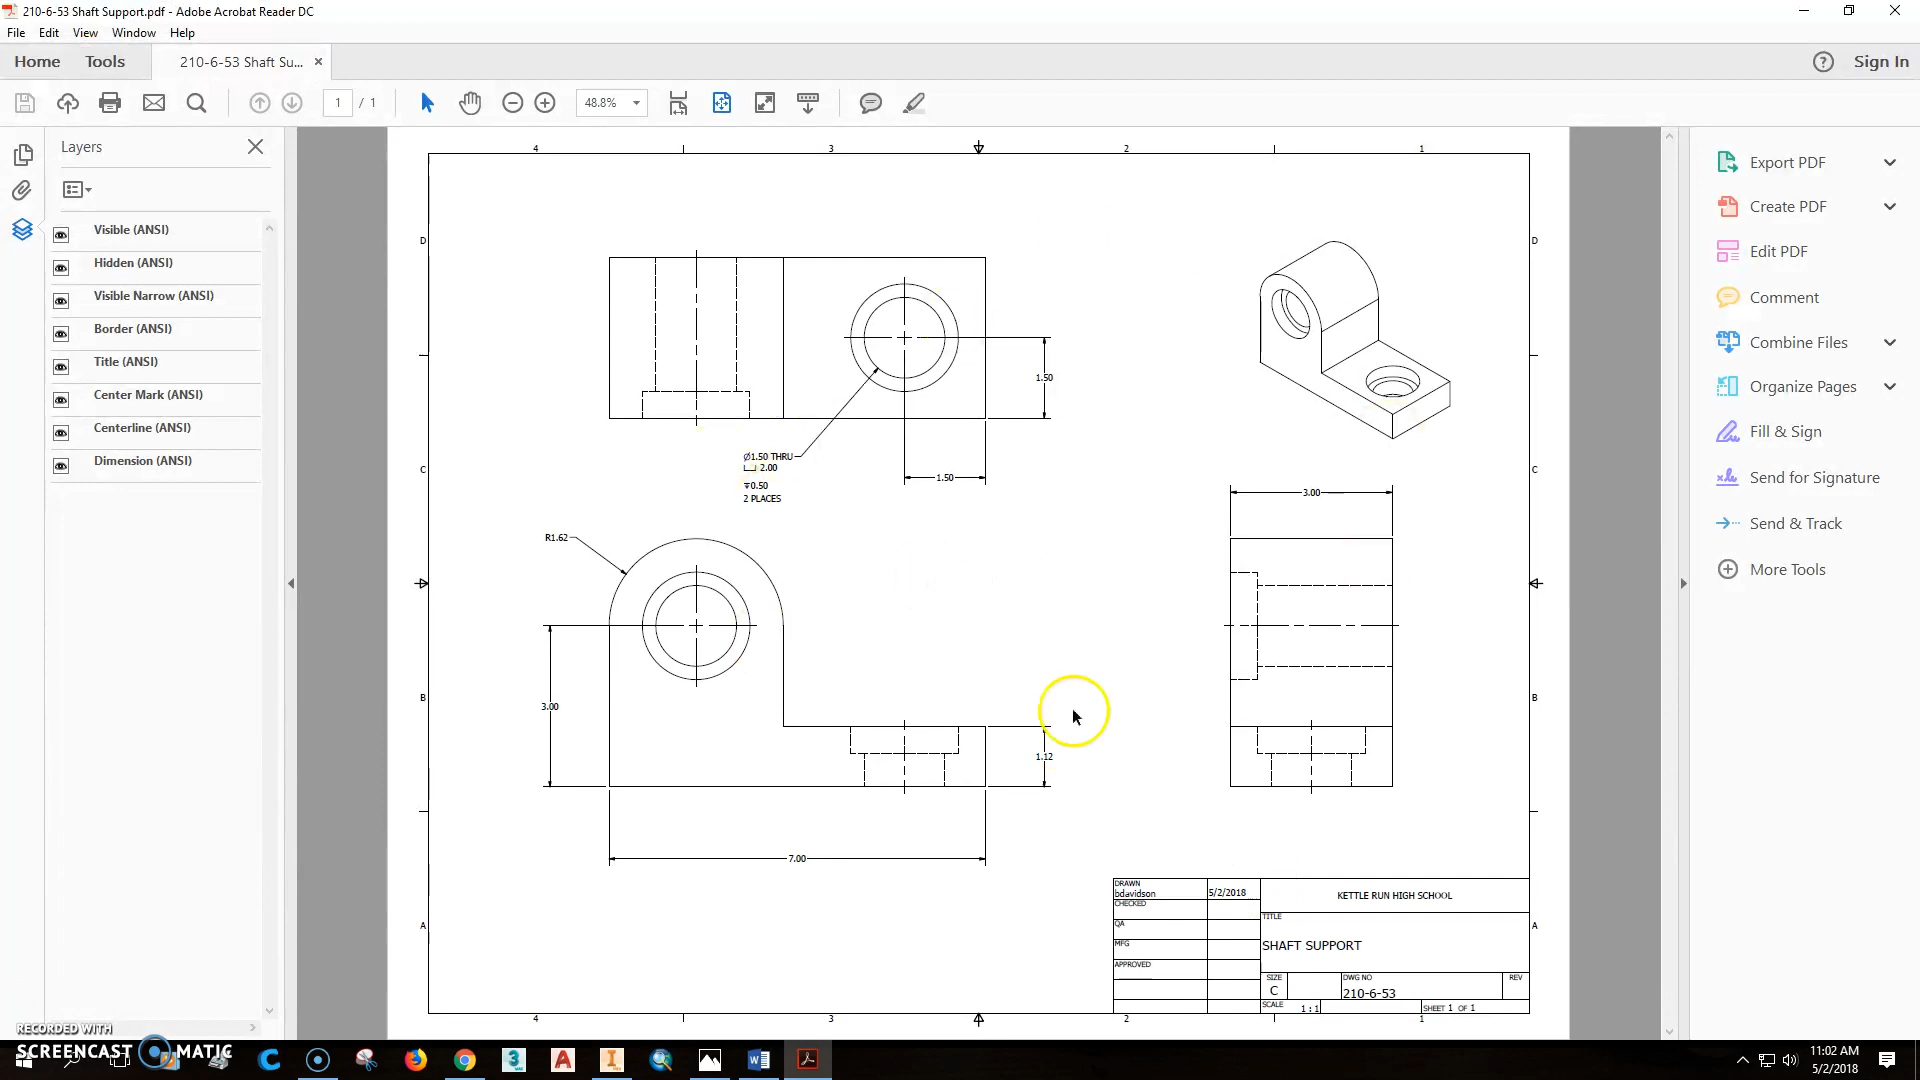 210-6-53 Shaft Support.pdf - Adobe Acrobat Reader DC
File Edit View Window Help
Home Tools 210-6-53 Shaft Su... × Sign In
1 / 1 48.8%
Layers
Visible (ANSI)
Hidden (ANSI)
Visible Narrow (ANSI)
Border (ANSI)
Title (ANSI)
Center Mark (ANSI)
Centerline (ANSI)
Dimension (ANSI)
4 3 2 1
D D
1.50
Ø1.50 THRU
⌴ 2.00
↧0.50
2 PLACES
1.50
C C
3.00
R1.62
B B
3.00
1.12
7.00
A A
DRAWN
bdavidson 5/2/2018
CHECKED
QA
MFG
APPROVED
KETTLE RUN HIGH SCHOOL
TITLE
SHAFT SUPPORT
SIZE
C
DWG NO
210-6-53
REV
SCALE 1 : 1
SHEET 1 OF 1
4 3 2 1
Export PDF
Create PDF
Edit PDF
Comment
Combine Files
Organize Pages
Fill & Sign
Send for Signature
Send & Track
More Tools
RECORDED WITH
SCREENCAST MATIC
11:02 AM
5/2/2018